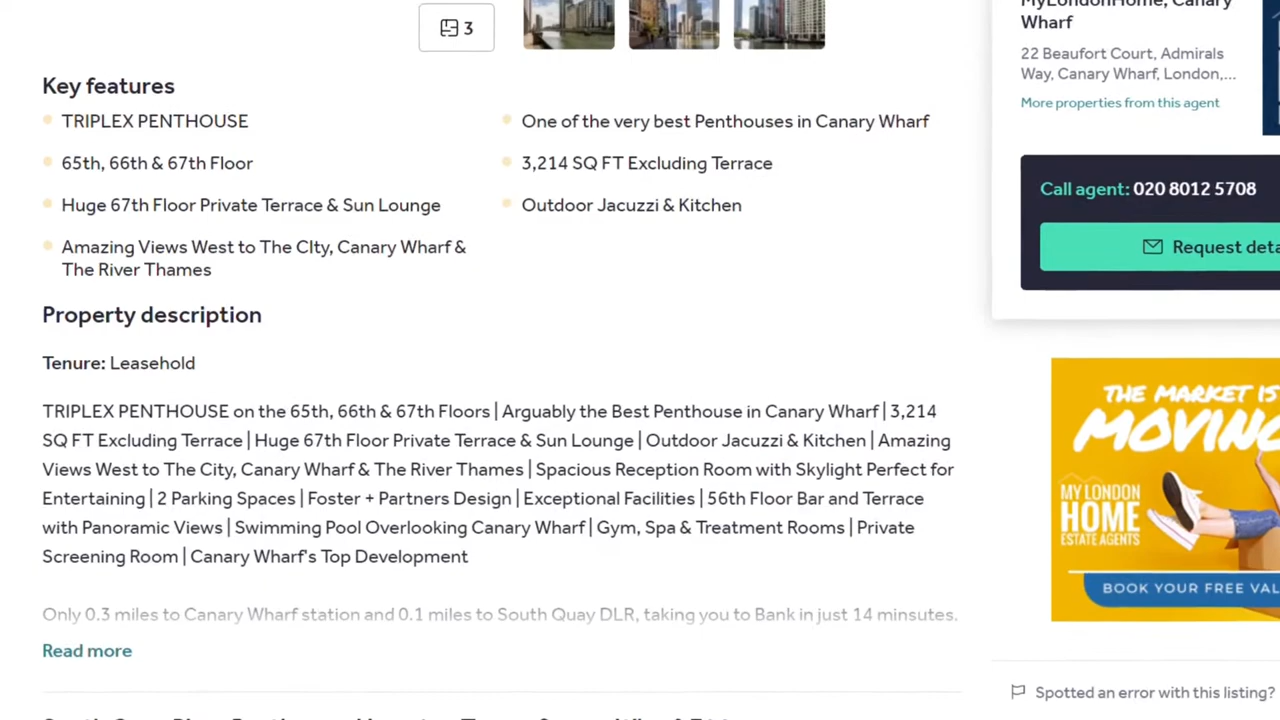 3
Key features
TRIPLEX PENTHOUSE
One of the very best Penthouses in Canary Wharf
65th, 66th & 67th Floor
3,214 SQ FT Excluding Terrace
Huge 67th Floor Private Terrace & Sun Lounge
Outdoor Jacuzzi & Kitchen
Amazing Views West to The CIty, Canary Wharf &
The River Thames
Property description
Tenure: Leasehold
TRIPLEX PENTHOUSE on the 65th, 66th & 67th Floors | Arguably the Best Penthouse in Canary Wharf | 3,214
SQ FT Excluding Terrace | Huge 67th Floor Private Terrace & Sun Lounge | Outdoor Jacuzzi & Kitchen | Amazing
Views West to The City, Canary Wharf & The River Thames | Spacious Reception Room with Skylight Perfect for
Entertaining | 2 Parking Spaces | Foster + Partners Design | Exceptional Facilities | 56th Floor Bar and Terrace
with Panoramic Views | Swimming Pool Overlooking Canary Wharf | Gym, Spa & Treatment Rooms | Private
Screening Room | Canary Wharf's Top Development
Only 0.3 miles to Canary Wharf station and 0.1 miles to South Quay DLR, taking you to Bank in just 14 minsutes.
Read more
MyLondonHome, Canary
Wharf
22 Beaufort Court, Admirals
Way, Canary Wharf, London,...
More properties from this agent
Call agent: 020 8012 5708
Request deta
THE MARKET IS
MOVING
MY LONDON
HOME
ESTATE AGENTS
BOOK YOUR FREE VAL
Spotted an error with this listing?